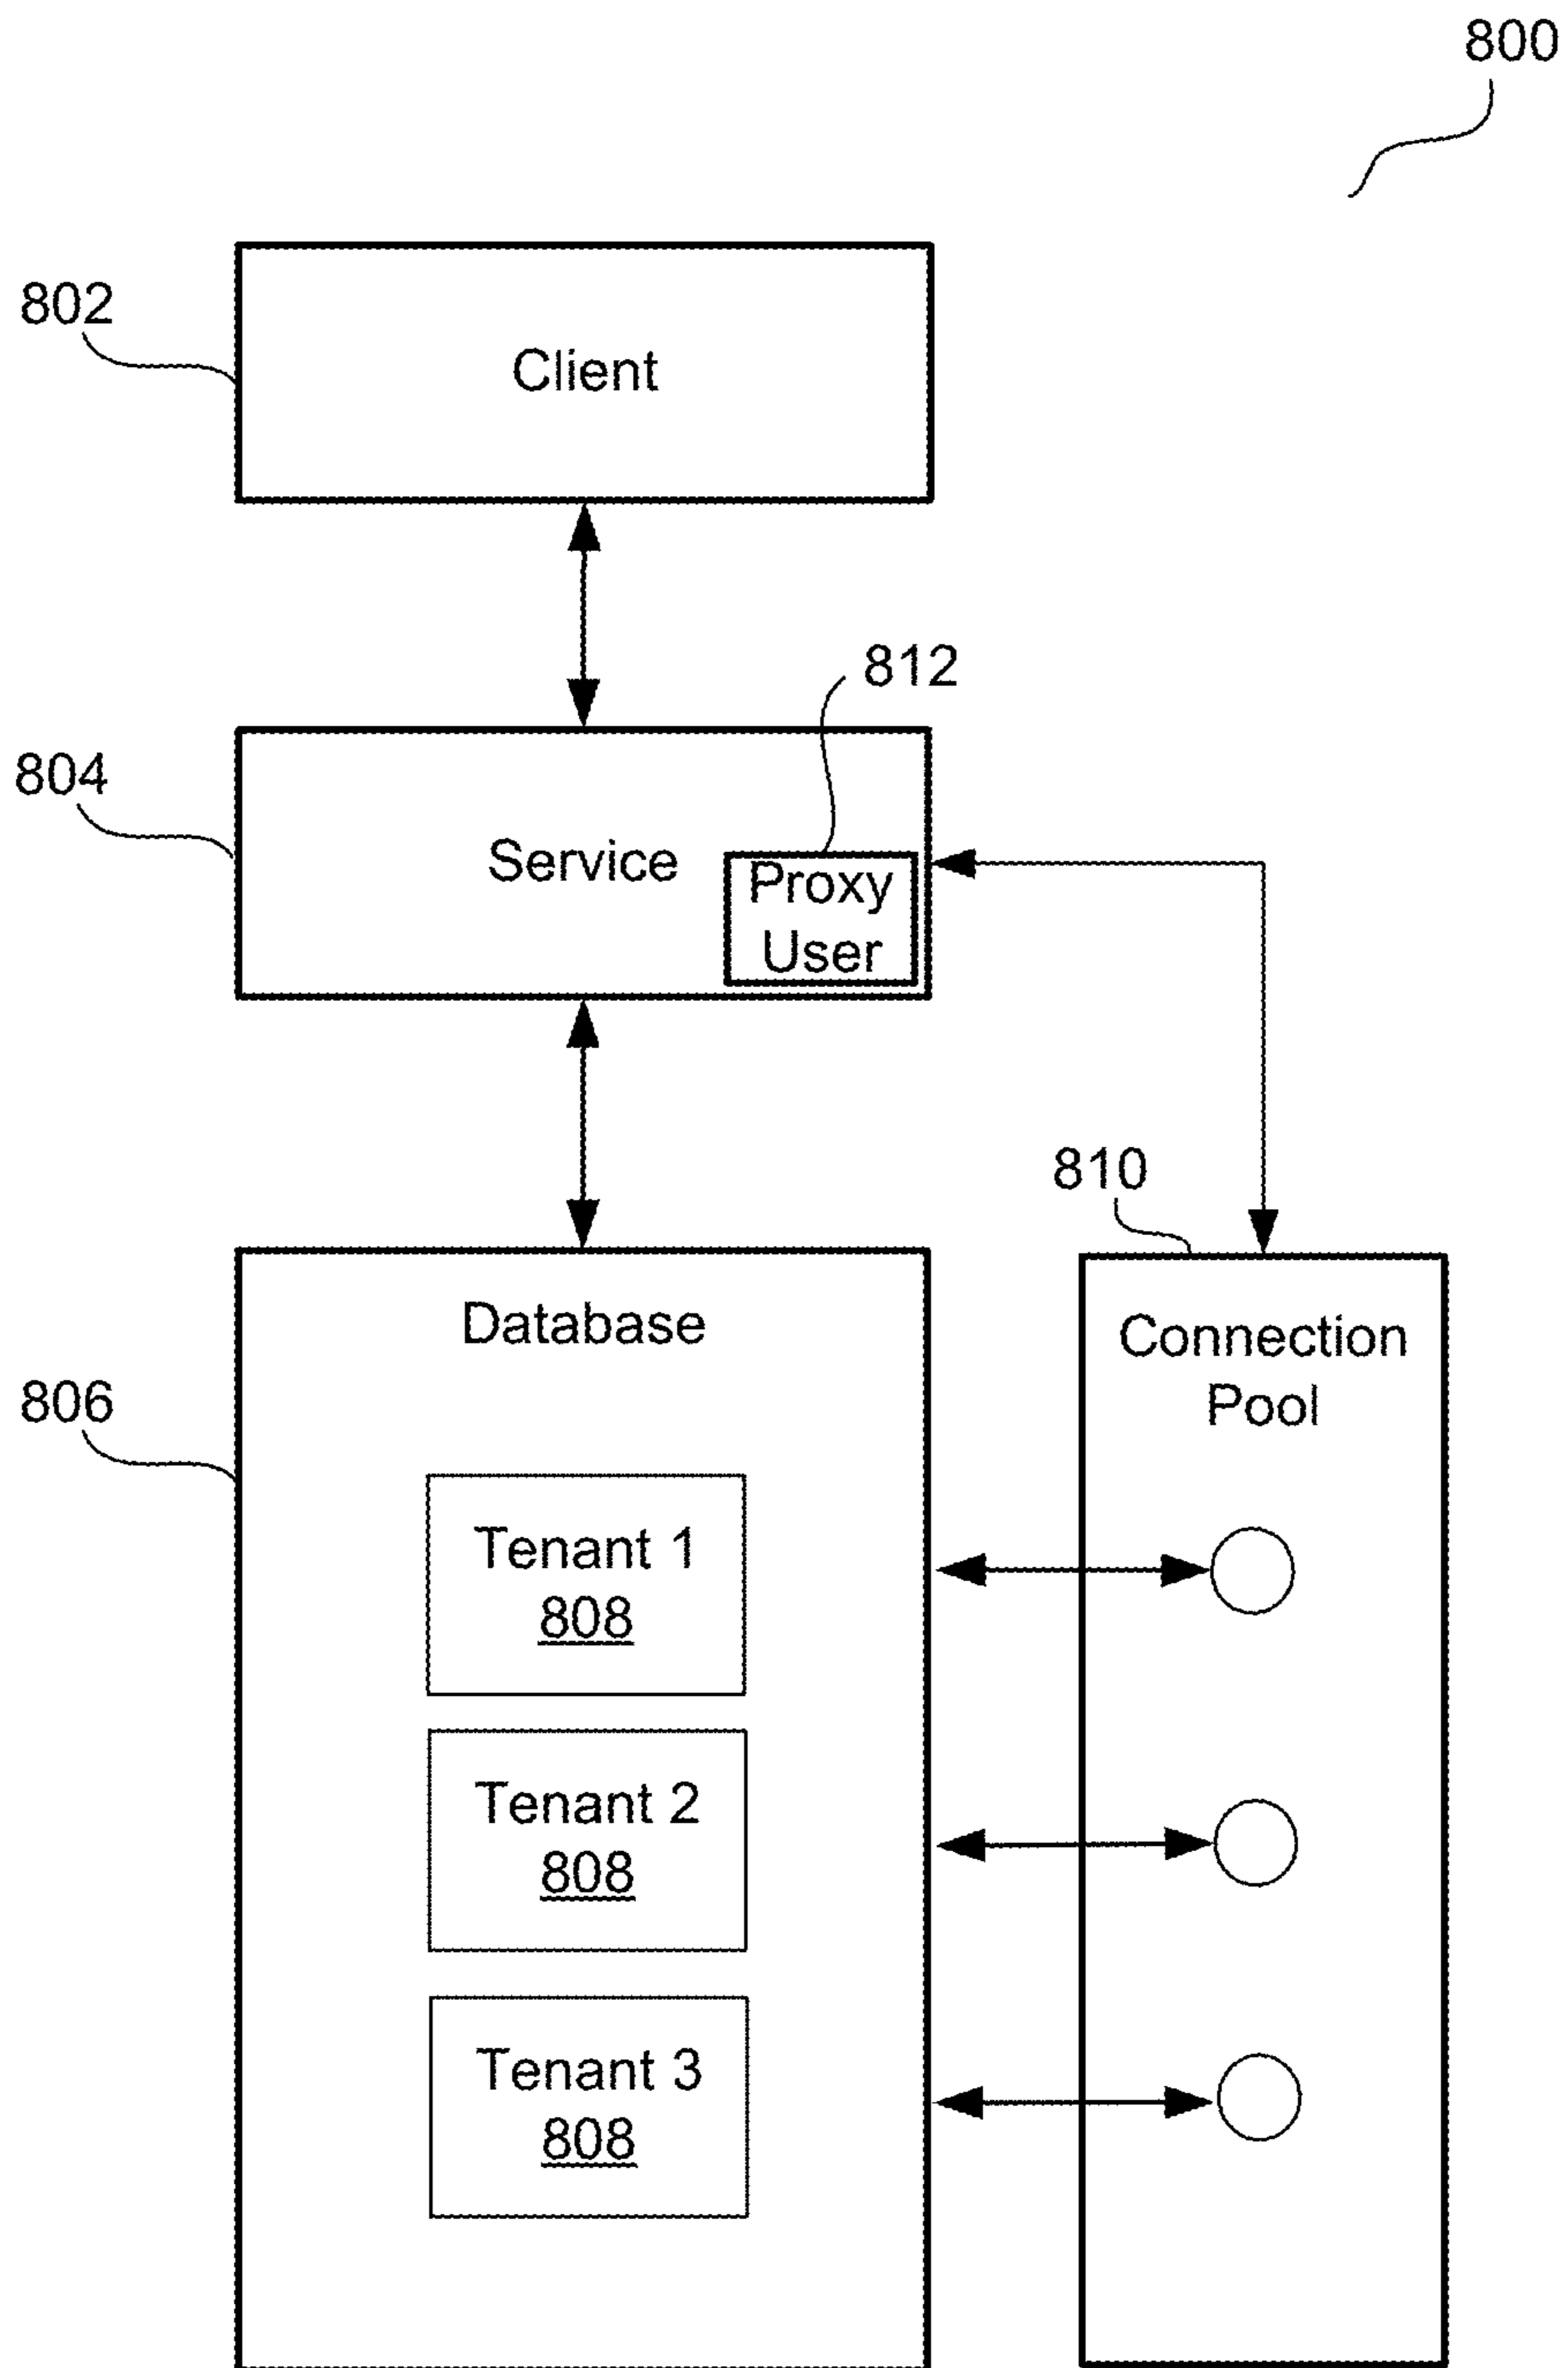 800
802
Client
812
804
Service
Proxy
User
810
Database
Connection
Pool
806
Tenant 1
808
Tenant 2
808
Tenant 3
808